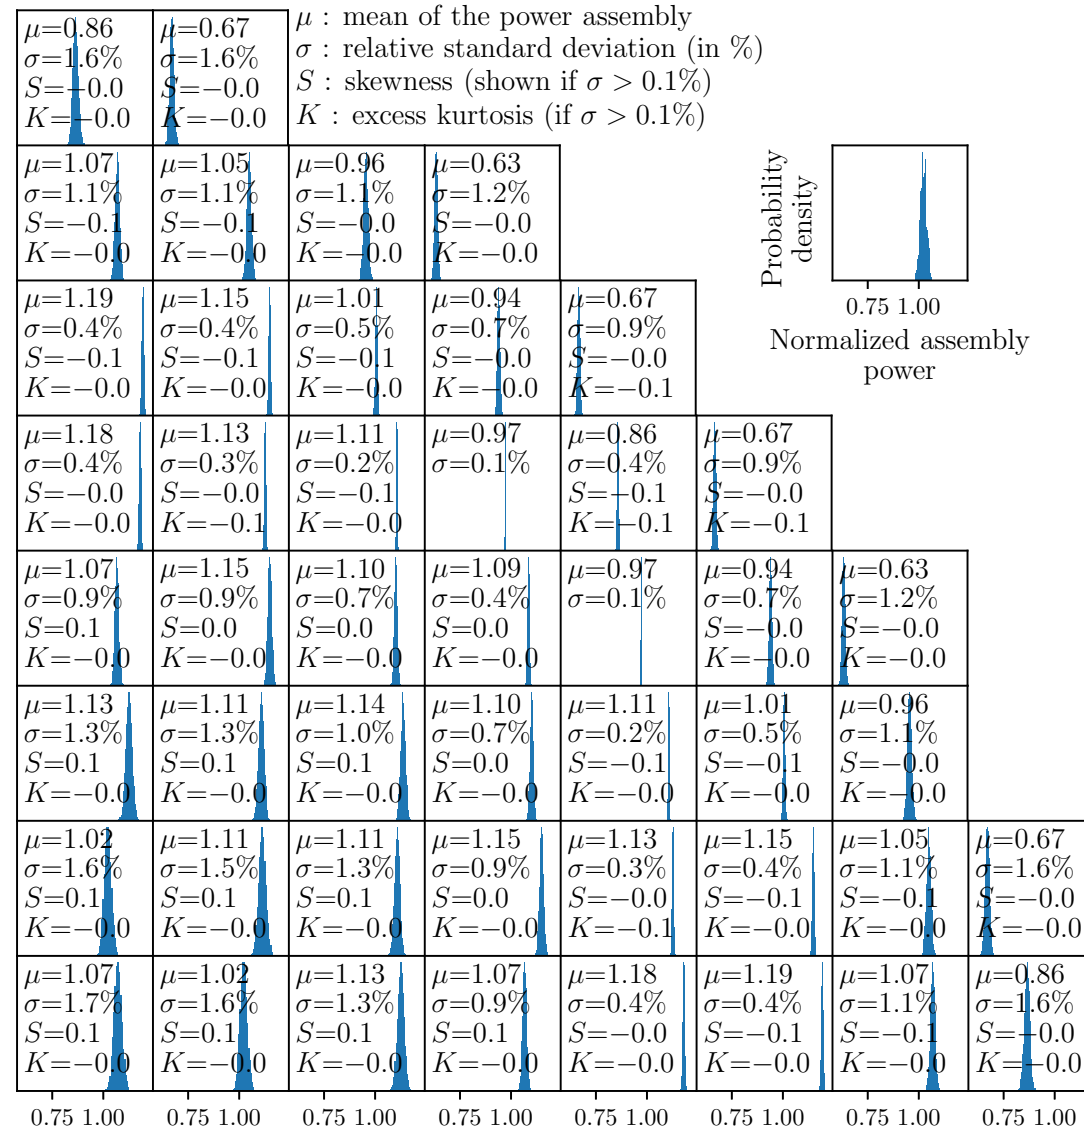 μ : mean of the power assembly
σ : relative standard deviation (in %)
S : skewness (shown if σ > 0.1%)
K : excess kurtosis (if σ > 0.1%)
μ=0.86 μ=0.67
σ=1.6% σ=1.6%
S=−0.0 S=−0.0
K=−0.0 K=−0.0
μ=1.07 μ=1.05 μ=0.96 μ=0.63
σ=1.1% σ=1.1% σ=1.1% σ=1.2%
S=−0.1 S=−0.1 S=−0.0 S=−0.0
K=−0.0 K=−0.0 K=−0.0 K=−0.0
Probability
density
0.75 1.00
Normalized assembly
power
μ=1.19 μ=1.15 μ=1.01 μ=0.94 μ=0.67
σ=0.4% σ=0.4% σ=0.5% σ=0.7% σ=0.9%
S=−0.1 S=−0.1 S=−0.1 S=−0.0 S=−0.0
K=−0.0 K=−0.0 K=−0.0 K=−0.0 K=−0.1
μ=1.18 μ=1.13 μ=1.11 μ=0.97 μ=0.86 μ=0.67
σ=0.4% σ=0.3% σ=0.2% σ=0.1% σ=0.4% σ=0.9%
S=−0.0 S=−0.0 S=−0.1 S=−0.1 S=−0.0
K=−0.0 K=−0.1 K=−0.0 K=−0.1 K=−0.1
μ=1.07 μ=1.15 μ=1.10 μ=1.09 μ=0.97 μ=0.94 μ=0.63
σ=0.9% σ=0.9% σ=0.7% σ=0.4% σ=0.1% σ=0.7% σ=1.2%
S=0.1 S=0.0 S=0.0 S=0.0 S=−0.0 S=−0.0
K=−0.0 K=−0.0 K=−0.0 K=−0.0 K=−0.0 K=−0.0
μ=1.13 μ=1.11 μ=1.14 μ=1.10 μ=1.11 μ=1.01 μ=0.96
σ=1.3% σ=1.3% σ=1.0% σ=0.7% σ=0.2% σ=0.5% σ=1.1%
S=0.1 S=0.1 S=0.1 S=0.0 S=−0.1 S=−0.1 S=−0.0
K=−0.0 K=−0.0 K=−0.0 K=−0.0 K=−0.0 K=−0.0 K=−0.0
μ=1.02 μ=1.11 μ=1.11 μ=1.15 μ=1.13 μ=1.15 μ=1.05 μ=0.67
σ=1.6% σ=1.5% σ=1.3% σ=0.9% σ=0.3% σ=0.4% σ=1.1% σ=1.6%
S=0.1 S=0.1 S=0.1 S=0.0 S=−0.0 S=−0.1 S=−0.1 S=−0.0
K=−0.0 K=−0.0 K=−0.0 K=−0.0 K=−0.1 K=−0.0 K=−0.0 K=−0.0
μ=1.07 μ=1.02 μ=1.13 μ=1.07 μ=1.18 μ=1.19 μ=1.07 μ=0.86
σ=1.7% σ=1.6% σ=1.3% σ=0.9% σ=0.4% σ=0.4% σ=1.1% σ=1.6%
S=0.1 S=0.1 S=0.1 S=0.1 S=−0.0 S=−0.1 S=−0.1 S=−0.0
K=−0.0 K=−0.0 K=−0.0 K=−0.0 K=−0.0 K=−0.0 K=−0.0 K=−0.0
0.75 1.00 0.75 1.00 0.75 1.00 0.75 1.00 0.75 1.00 0.75 1.00 0.75 1.00 0.75 1.00